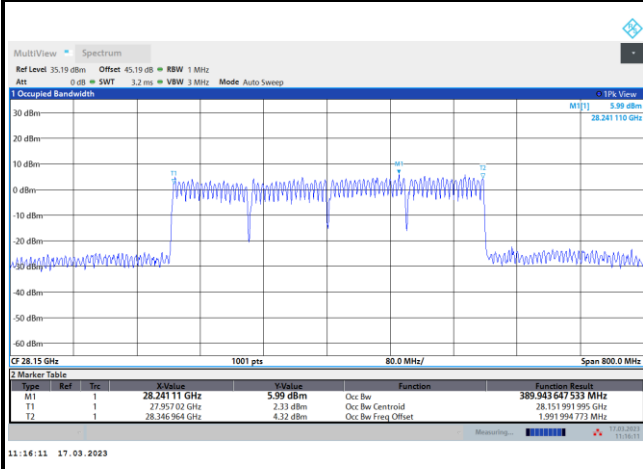 MultiView Spectrum
Ref Level 35.19 dBm Offset 45.19 dB RBW 1 MHz
Att 0 dB SWT 3.2 ms VBW 3 MHz Mode Auto Sweep
1 Occupied Bandwidth 1Pk View
M1[1] 5.99 dBm
28.241 110 GHz
30 dBm
20 dBm
10 dBm
M1
T1
T2
0 dBm
-10 dBm
-20 dBm
-30 dBm
-40 dBm
-50 dBm
-60 dBm
CF 28.15 GHz 1001 pts 80.0 MHz/ Span 800.0 MHz
2 Marker Table
Type Ref Trc X-Value Y-Value Function Function Result
M1 1 28.241 11 GHz 5.99 dBm Occ Bw 389.943 647 533 MHz
T1 1 27.957 02 GHz 2.33 dBm Occ Bw Centroid 28.151 991 995 GHz
T2 1 28.346 964 GHz 4.32 dBm Occ Bw Freq Offset 1.991 994 773 MHz
Measuring... 17.03.2023
11:16:11
11:16:11 17.03.2023